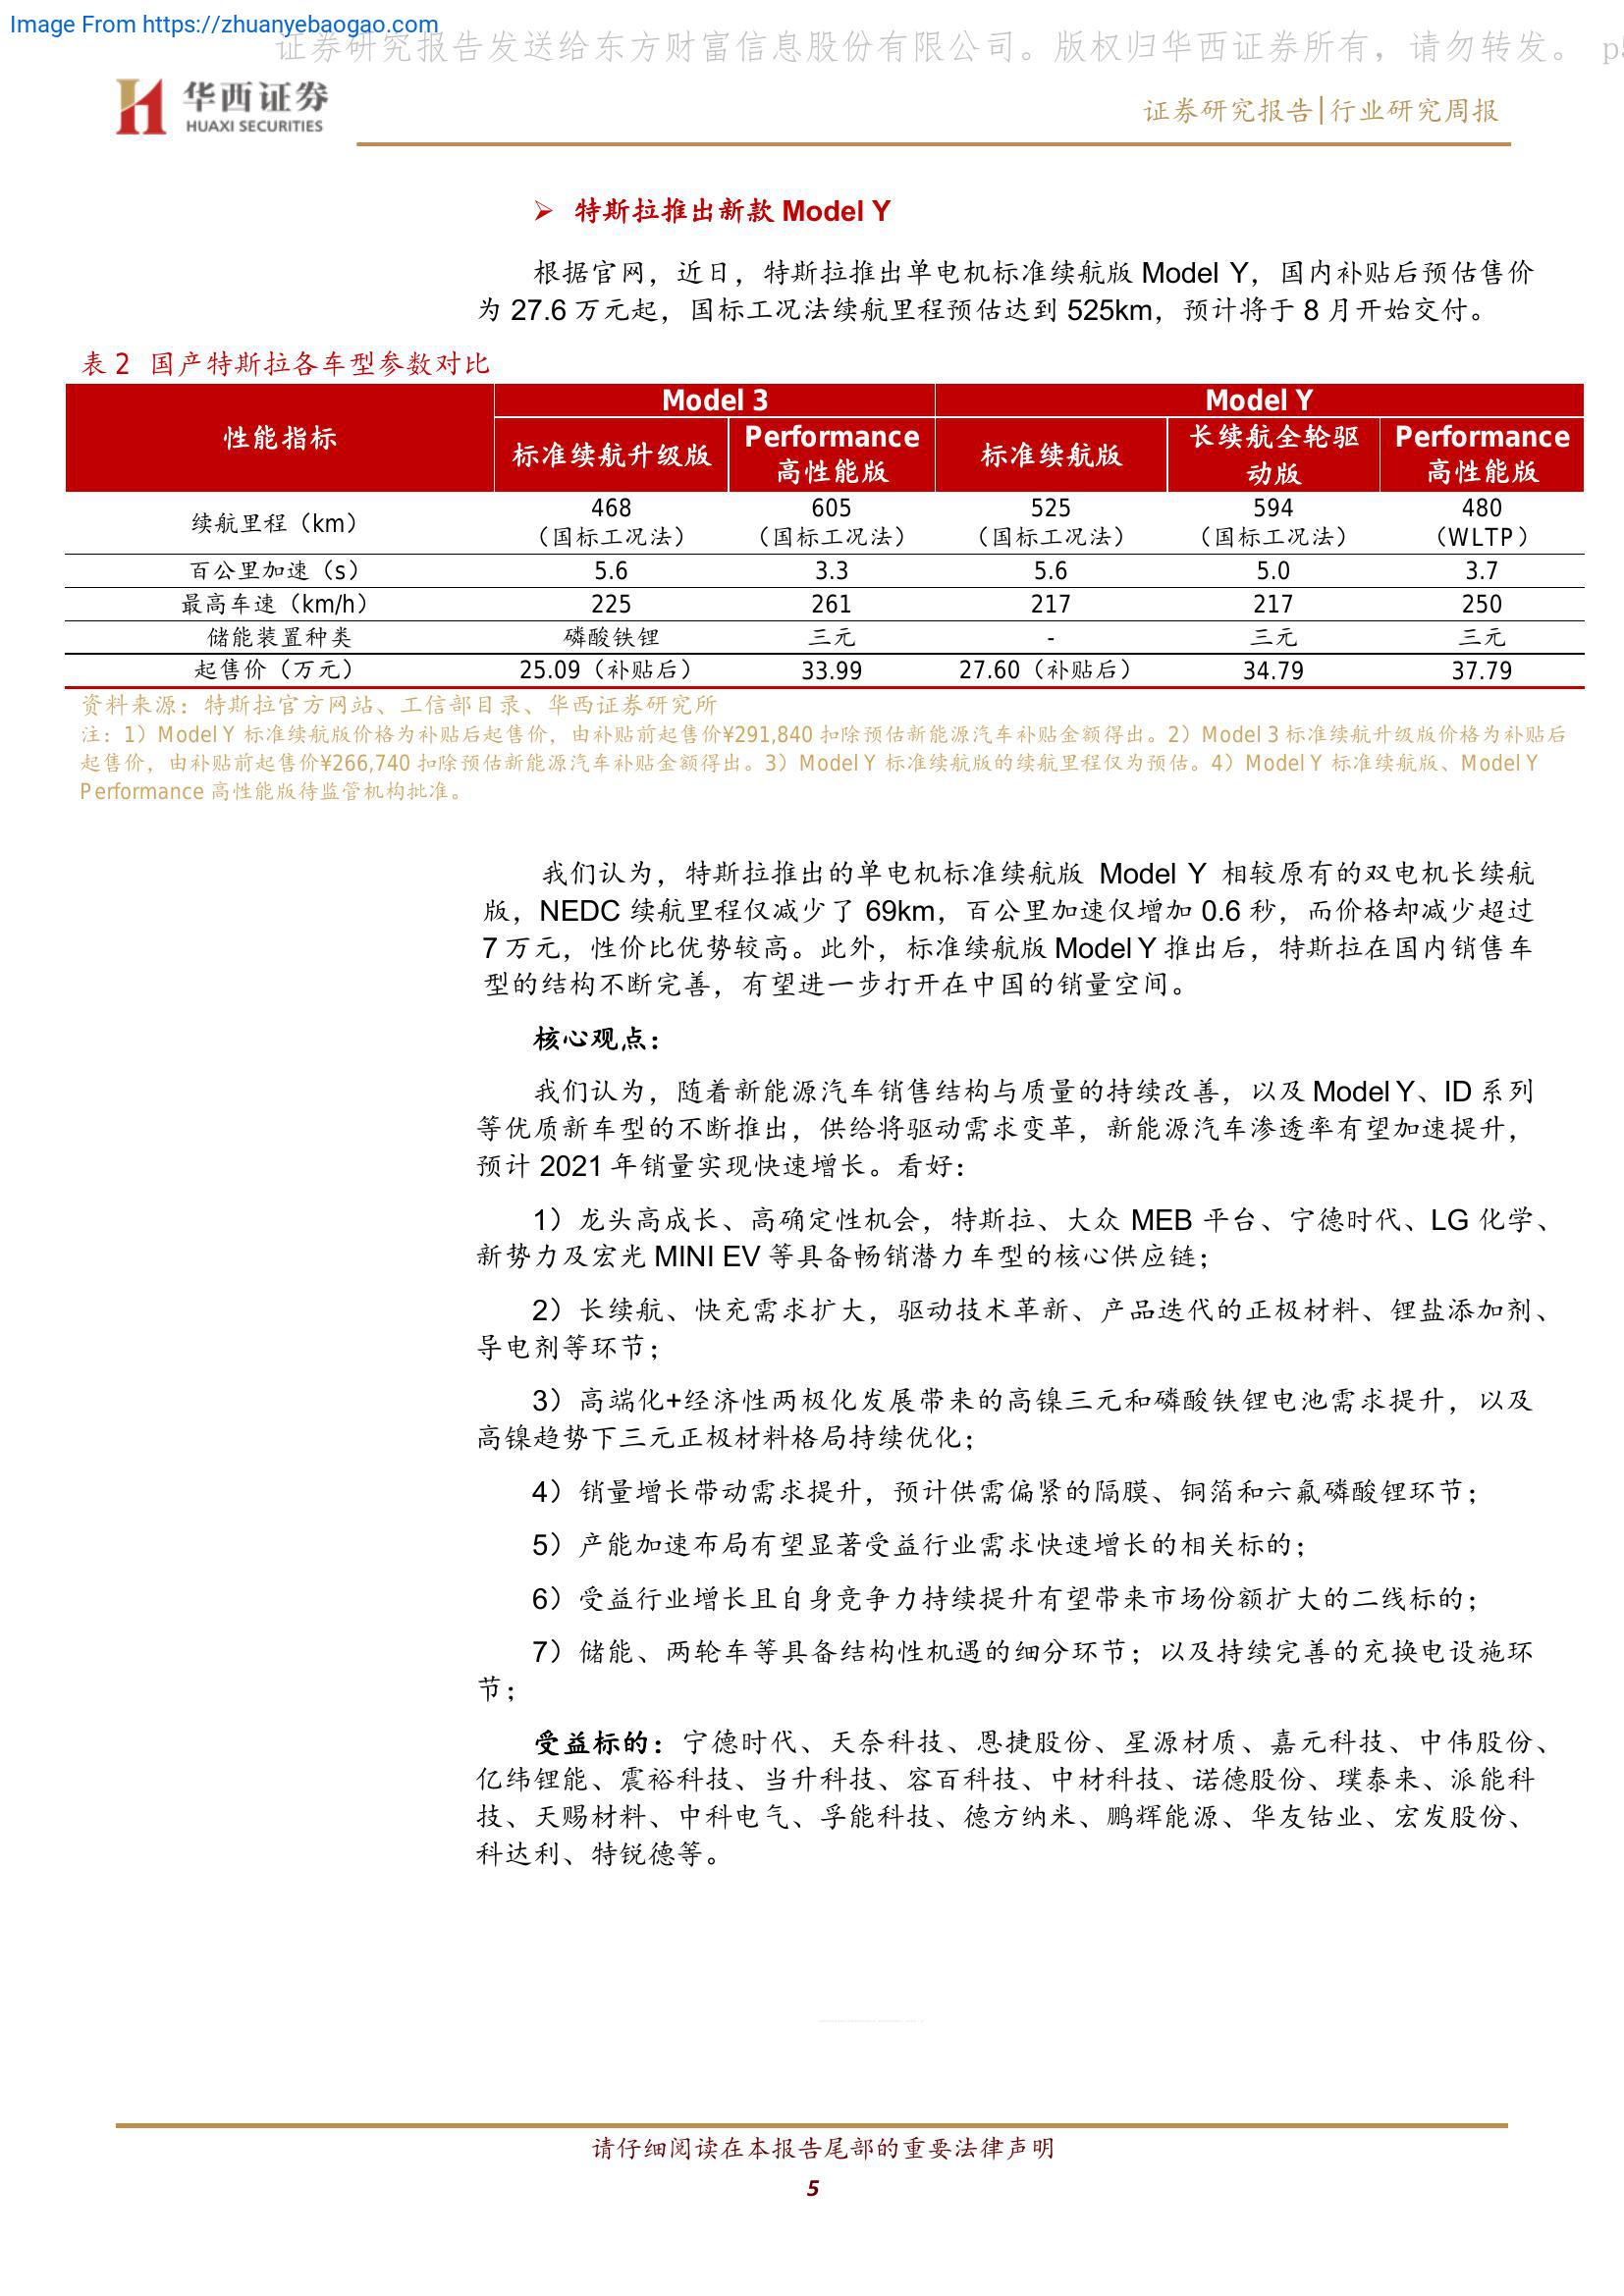 Image From https://zhuanyebaogao.com
证券研究报告发送给东方财富信息股份有限公司。版权归华西证券所有，请勿转发。 p5
华西证券
HUAXI SECURITIES
证券研究报告|行业研究周报
➢ 特斯拉推出新款 Model Y
根据官网，近日，特斯拉推出单电机标准续航版 Model Y，国内补贴后预估售价
为 27.6 万元起，国标工况法续航里程预估达到 525km，预计将于 8 月开始交付。
表 2 国产特斯拉各车型参数对比
性能指标 Model 3 Model Y
标准续航升级版 Performance 高性能版 标准续航版 长续航全轮驱动版 Performance 高性能版
续航里程（km） 468（国标工况法） 605（国标工况法） 525（国标工况法） 594（国标工况法） 480（WLTP）
百公里加速（s） 5.6 3.3 5.6 5.0 3.7
最高车速（km/h） 225 261 217 217 250
储能装置种类 磷酸铁锂 三元 - 三元 三元
起售价（万元） 25.09（补贴后） 33.99 27.60（补贴后） 34.79 37.79
资料来源：特斯拉官方网站、工信部目录、华西证券研究所
注：1）Model Y 标准续航版价格为补贴后起售价，由补贴前起售价¥291,840 扣除预估新能源汽车补贴金额得出。2）Model 3 标准续航升级版价格为补贴后
起售价，由补贴前起售价¥266,740 扣除预估新能源汽车补贴金额得出。3）Model Y 标准续航版的续航里程仅为预估。4）Model Y 标准续航版、Model Y
Performance 高性能版待监管机构批准。
我们认为，特斯拉推出的单电机标准续航版 Model Y 相较原有的双电机长续航
版，NEDC 续航里程仅减少了 69km，百公里加速仅增加 0.6 秒，而价格却减少超过
7 万元，性价比优势较高。此外，标准续航版 Model Y 推出后，特斯拉在国内销售车
型的结构不断完善，有望进一步打开在中国的销量空间。
核心观点：
我们认为，随着新能源汽车销售结构与质量的持续改善，以及 Model Y、ID 系列
等优质新车型的不断推出，供给将驱动需求变革，新能源汽车渗透率有望加速提升，
预计 2021 年销量实现快速增长。看好：
1）龙头高成长、高确定性机会，特斯拉、大众 MEB 平台、宁德时代、LG 化学、
新势力及宏光 MINI EV 等具备畅销潜力车型的核心供应链；
2）长续航、快充需求扩大，驱动技术革新、产品迭代的正极材料、锂盐添加剂、
导电剂等环节；
3）高端化+经济性两极化发展带来的高镍三元和磷酸铁锂电池需求提升，以及
高镍趋势下三元正极材料格局持续优化；
4）销量增长带动需求提升，预计供需偏紧的隔膜、铜箔和六氟磷酸锂环节；
5）产能加速布局有望显著受益行业需求快速增长的相关标的；
6）受益行业增长且自身竞争力持续提升有望带来市场份额扩大的二线标的；
7）储能、两轮车等具备结构性机遇的细分环节；以及持续完善的充换电设施环
节；
受益标的：宁德时代、天奈科技、恩捷股份、星源材质、嘉元科技、中伟股份、
亿纬锂能、震裕科技、当升科技、容百科技、中材科技、诺德股份、璞泰来、派能科
技、天赐材料、中科电气、孚能科技、德方纳米、鹏辉能源、华友钴业、宏发股份、
科达利、特锐德等。
请仔细阅读在本报告尾部的重要法律声明
5